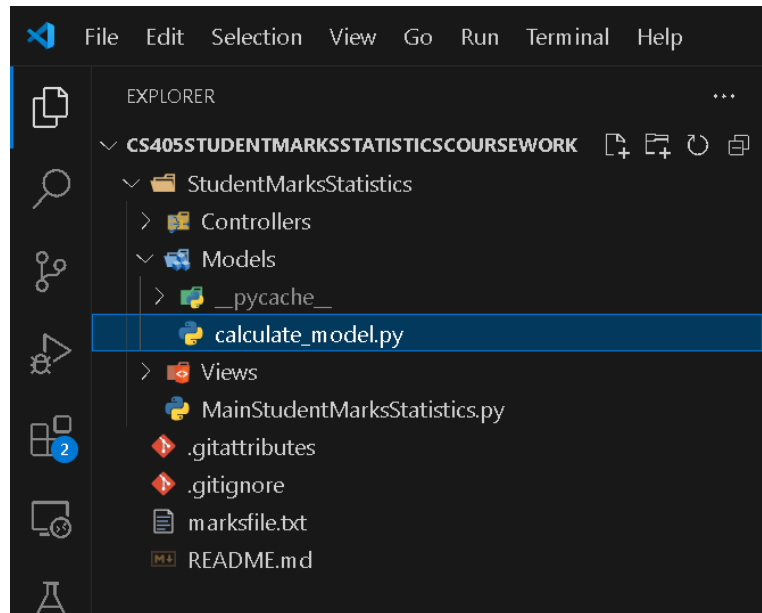 File Edit Selection View Go Run Terminal Help
EXPLORER
CS405STUDENTMARKSSTATISTICSCOURSEWORK
StudentMarksStatistics
Controllers
Models
__pycache__
calculate_model.py
Views
MainStudentMarksStatistics.py
2
.gitattributes
.gitignore
marksfile.txt
README.md